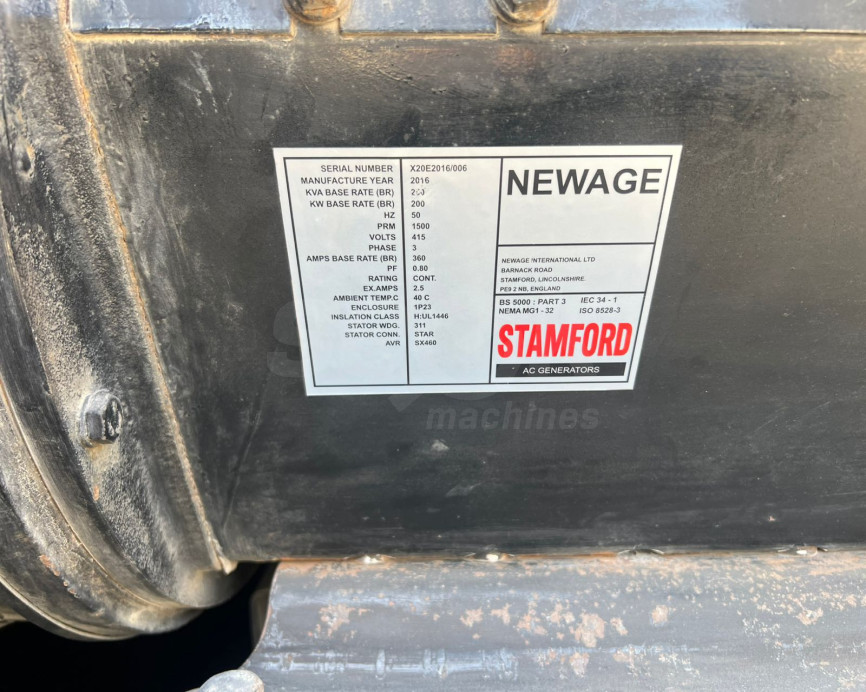 SERIAL NUMBER X20E2016/006
MANUFACTURE YEAR 2016
KVA BASE RATE (BR)
KW BASE RATE (BR) 200
HZ 50
PRM 1500
VOLTS 415
PHASE 3
AMPS BASE RATE (BR) 360
PF 0.80
RATING CONT.
EX.AMPS 2.5
AMBIENT TEMP.C 40 C
ENCLOSURE 1P23
INSULATION CLASS H:UL1446
STATOR WDG. 311
STATOR CONN. STAR
AVR SX460
NEWAGE
NEWAGE INTERNATIONAL LTD
BARNACK ROAD
STAMFORD, LINCOLNSHIRE.
PE9 2 NB, ENGLAND
BS 5000 : PART 3 IEC 34 - 1
NEMA MG1 - 32 ISO 8528-3
STAMFORD
AC GENERATORS
machines